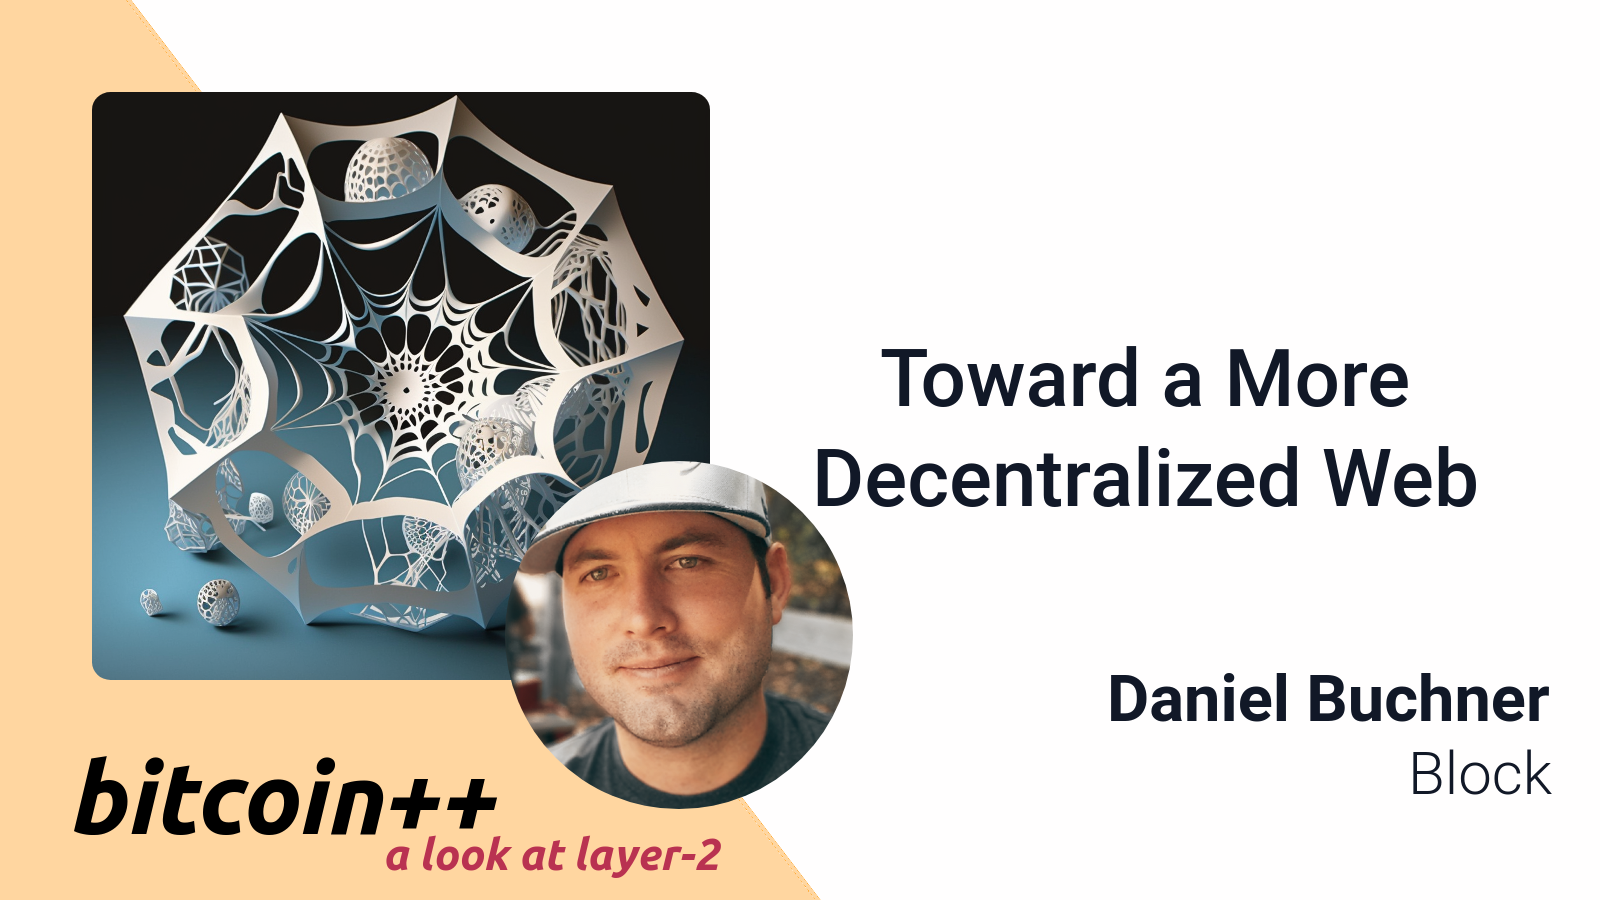 Toward a More
Decentralized Web
Daniel Buchner
Block
bitcoin++
a look at layer-2